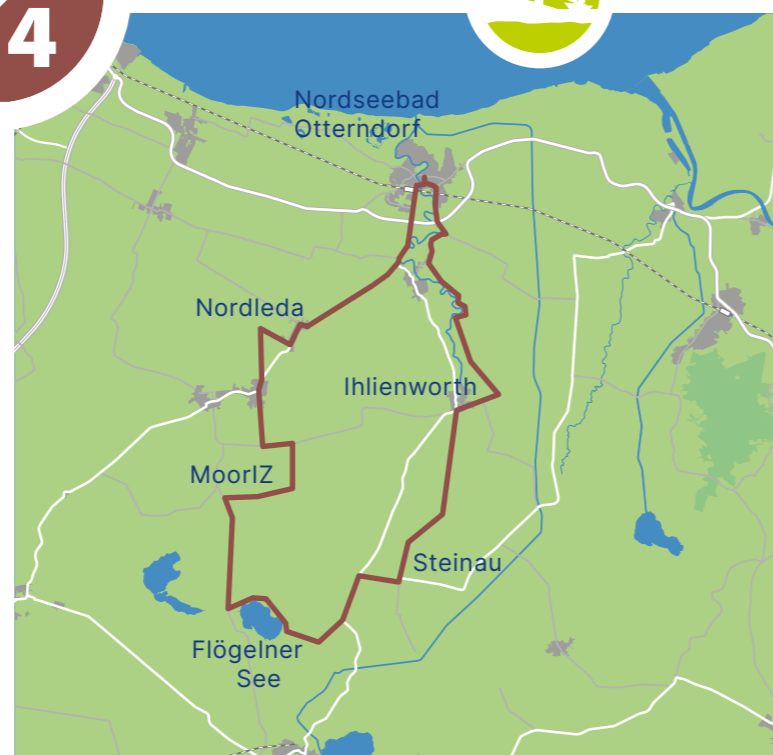 4
Nordseebad
Otterndorf
Nordleda
Ihlienworth
MoorIZ
Steinau
Flögelner
See